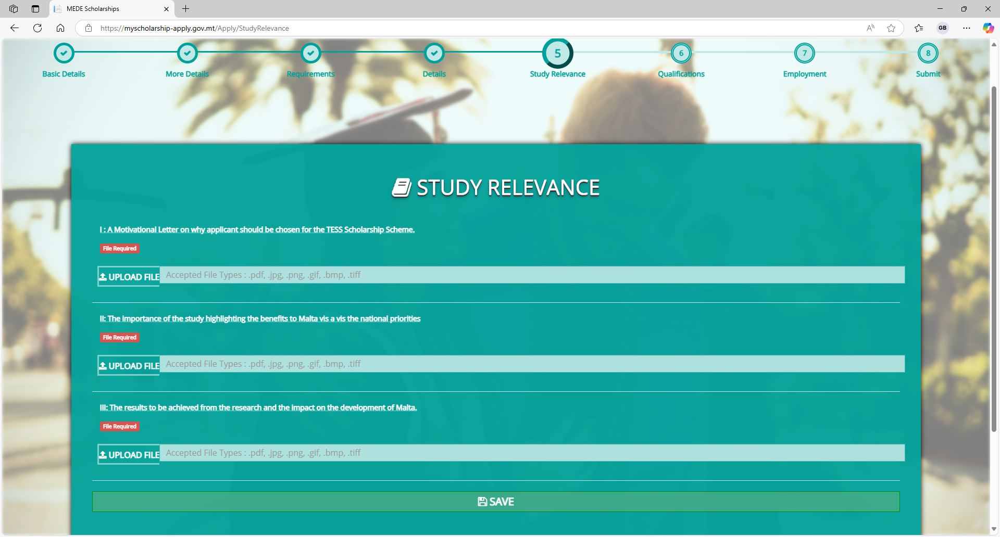 MEDE Scholarships
https://myscholarship-apply.gov.mt/Apply/StudyRelevance
GB
5 6 7 8
Basic Details More Details Requirements Details Study Relevance Qualifications Employment Submit
STUDY RELEVANCE
I : A Motivational Letter on why applicant should be chosen for the TESS Scholarship Scheme.
File Required
UPLOAD FILE Accepted File Types : .pdf, .jpg, .png, .gif, .bmp, .tiff
II: The importance of the study highlighting the benefits to Malta vis a vis the national priorities
File Required
UPLOAD FILE Accepted File Types : .pdf, .jpg, .png, .gif, .bmp, .tiff
III: The results to be achieved from the research and the impact on the development of Malta.
File Required
UPLOAD FILE Accepted File Types : .pdf, .jpg, .png, .gif, .bmp, .tiff
SAVE